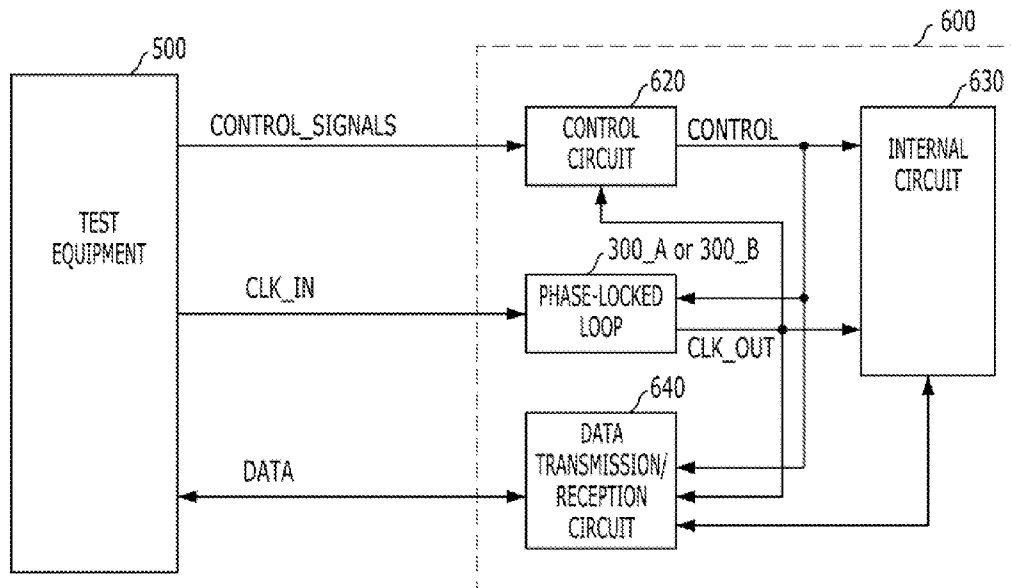 600
500
620
630
CONTROL_SIGNALS
CONTROL
CIRCUIT
CONTROL
INTERNAL
CIRCUIT
TEST
EQUIPMENT
300_A or 300_B
CLK_IN
PHASE-LOCKED
LOOP
CLK_OUT
640
DATA
DATA
TRANSMISSION/
RECEPTION
CIRCUIT